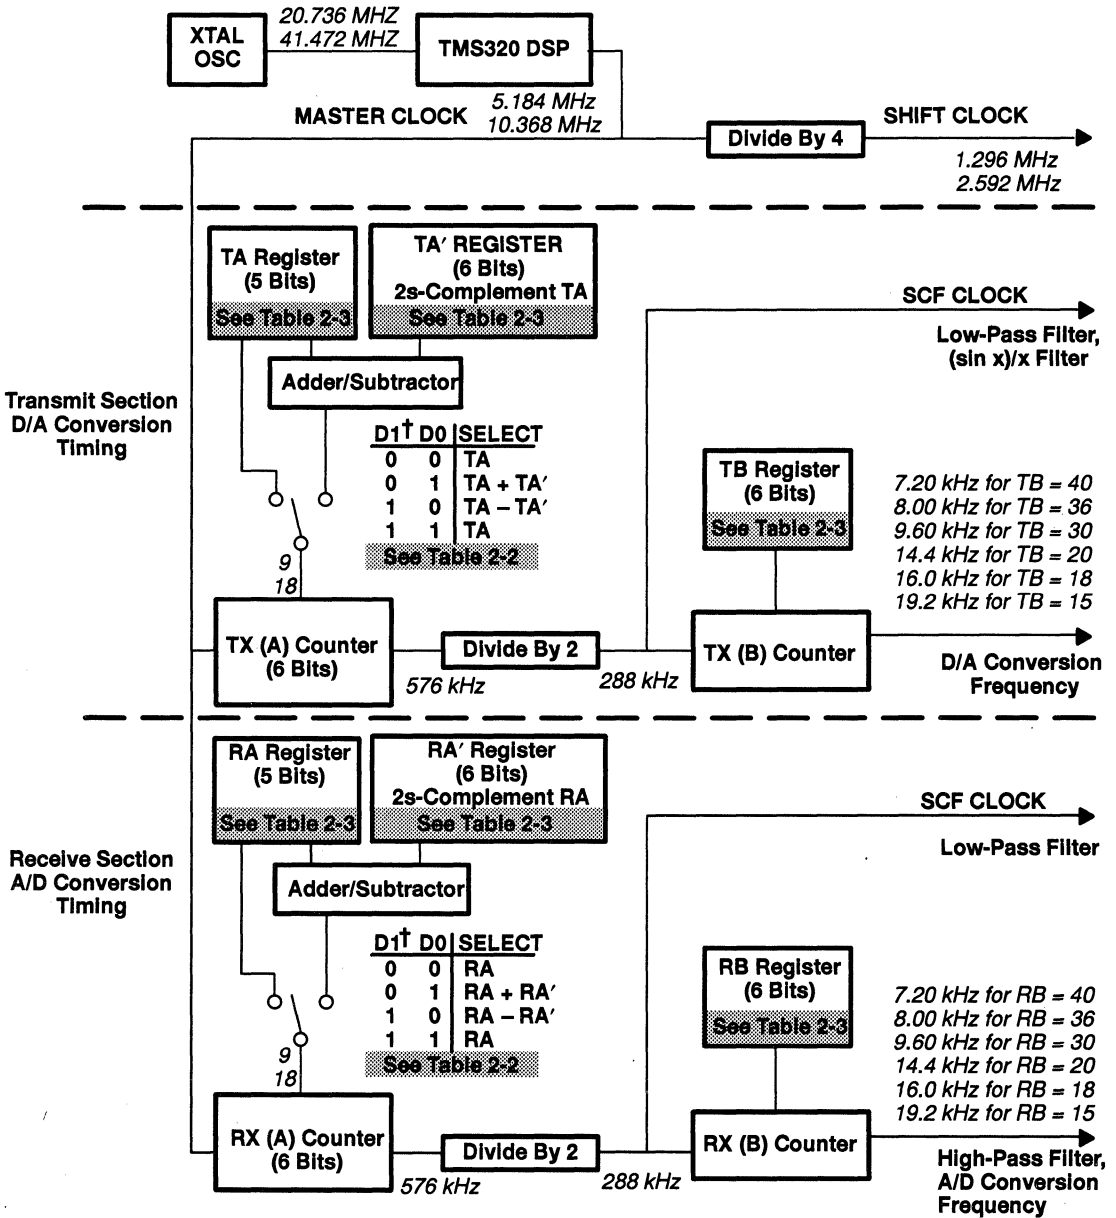 XTAL
OSC
20.736 MHZ
41.472 MHZ
TMS320 DSP
MASTER CLOCK
5.184 MHz
10.368 MHz
Divide By 4
SHIFT CLOCK
1.296 MHz
2.592 MHz
TA Register
(5 Bits)
See Table 2-3
TA′ REGISTER
(6 Bits)
2s-Complement TA
See Table 2-3
SCF CLOCK
Low-Pass Filter,
(sin x)/x Filter
Adder/Subtractor
Transmit Section
D/A Conversion
Timing
D1† D0 SELECT
0 0 TA
0 1 TA + TA′
1 0 TA – TA′
1 1 TA
See Table 2-2
TB Register
(6 Bits)
See Table 2-3
7.20 kHz for TB = 40
8.00 kHz for TB = 36
9.60 kHz for TB = 30
14.4 kHz for TB = 20
16.0 kHz for TB = 18
19.2 kHz for TB = 15
9
18
TX (A) Counter
(6 Bits)
576 kHz
Divide By 2
288 kHz
TX (B) Counter
D/A Conversion
Frequency
RA Register
(5 Bits)
See Table 2-3
RA′ Register
(6 Bits)
2s-Complement RA
See Table 2-3
SCF CLOCK
Low-Pass Filter
Receive Section
A/D Conversion
Timing
Adder/Subtractor
D1† D0 SELECT
0 0 RA
0 1 RA + RA′
1 0 RA – RA′
1 1 RA
See Table 2-2
RB Register
(6 Bits)
See Table 2-3
7.20 kHz for RB = 40
8.00 kHz for RB = 36
9.60 kHz for RB = 30
14.4 kHz for RB = 20
16.0 kHz for RB = 18
19.2 kHz for RB = 15
9
18
RX (A) Counter
(6 Bits)
576 kHz
Divide By 2
288 kHz
RX (B) Counter
High-Pass Filter,
A/D Conversion
Frequency